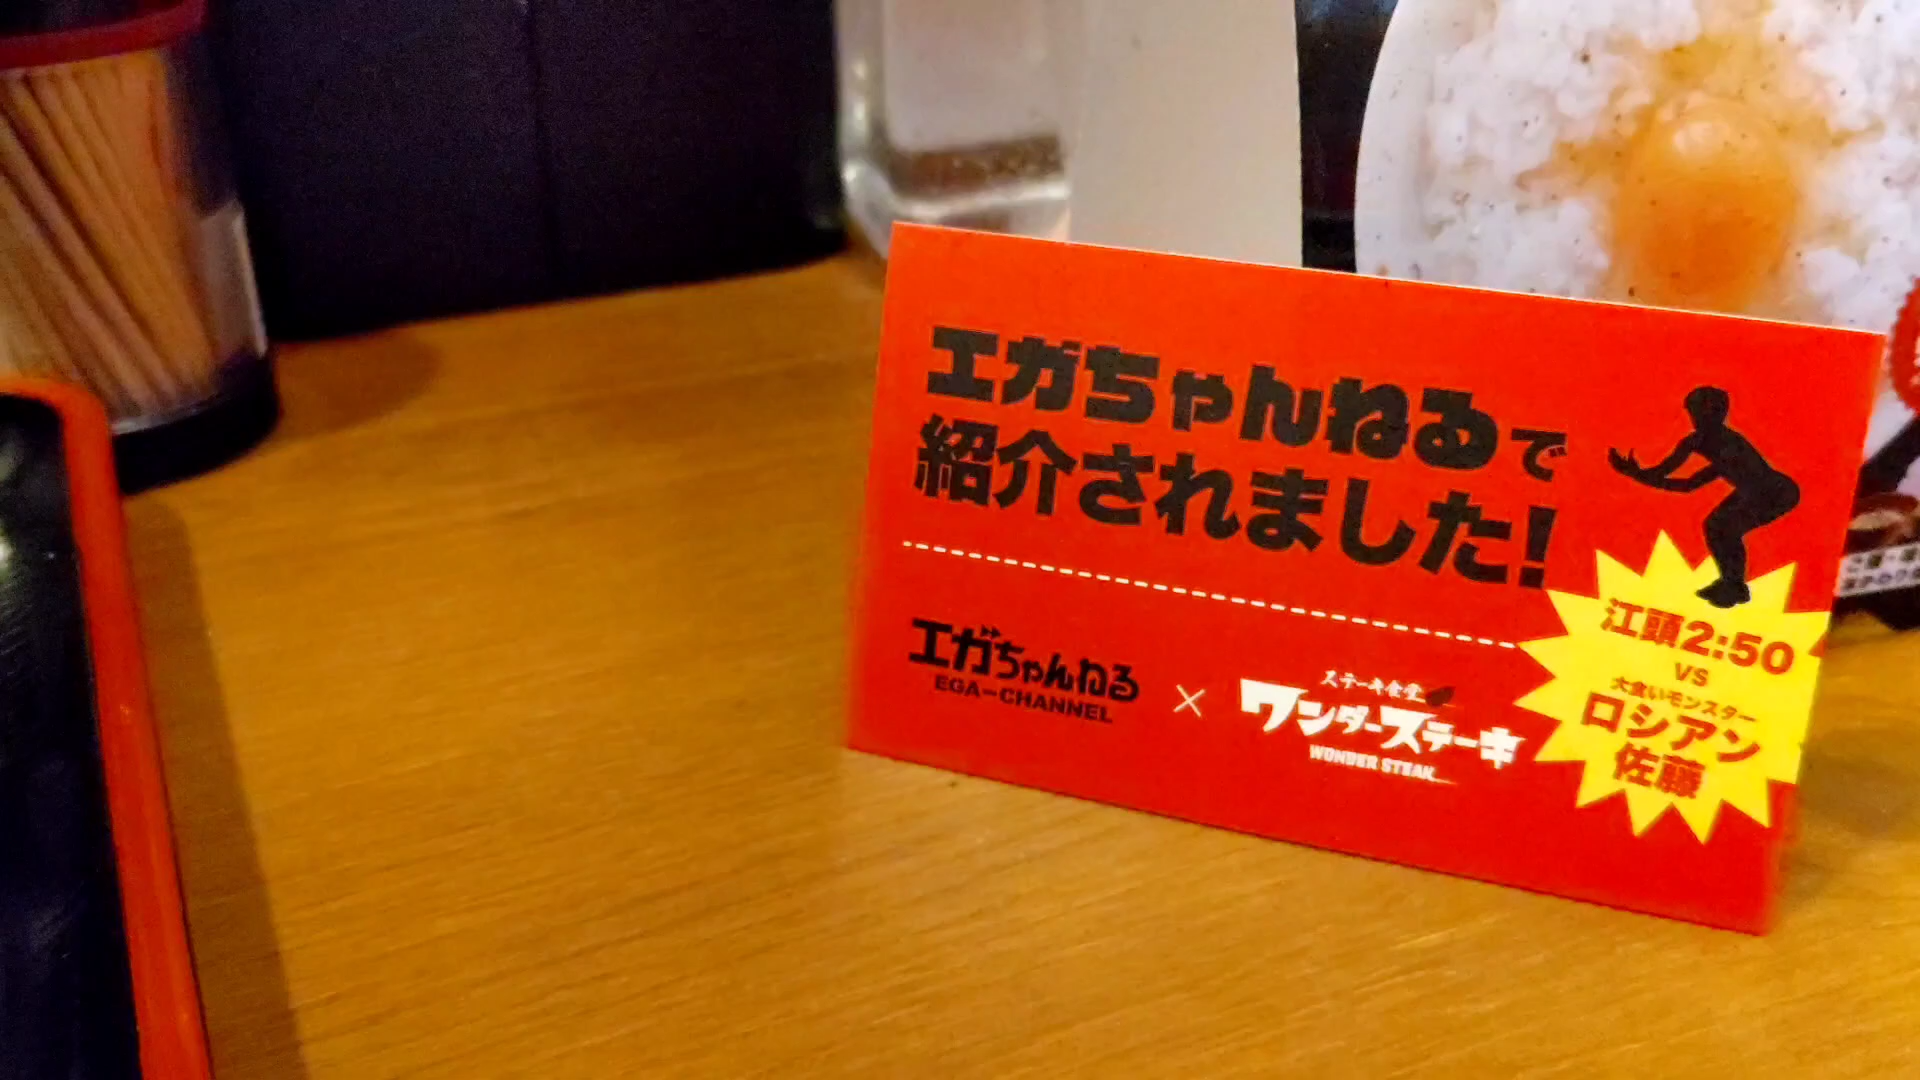 エガちゃんねるで
紹介されました!
エガちゃんねる
EGA-CHANNEL
×
ステーキ食堂
ワンダーステーキ
WONDER STEAK
江頭2:50
VS
大食いモンスター
ロシアン
佐藤